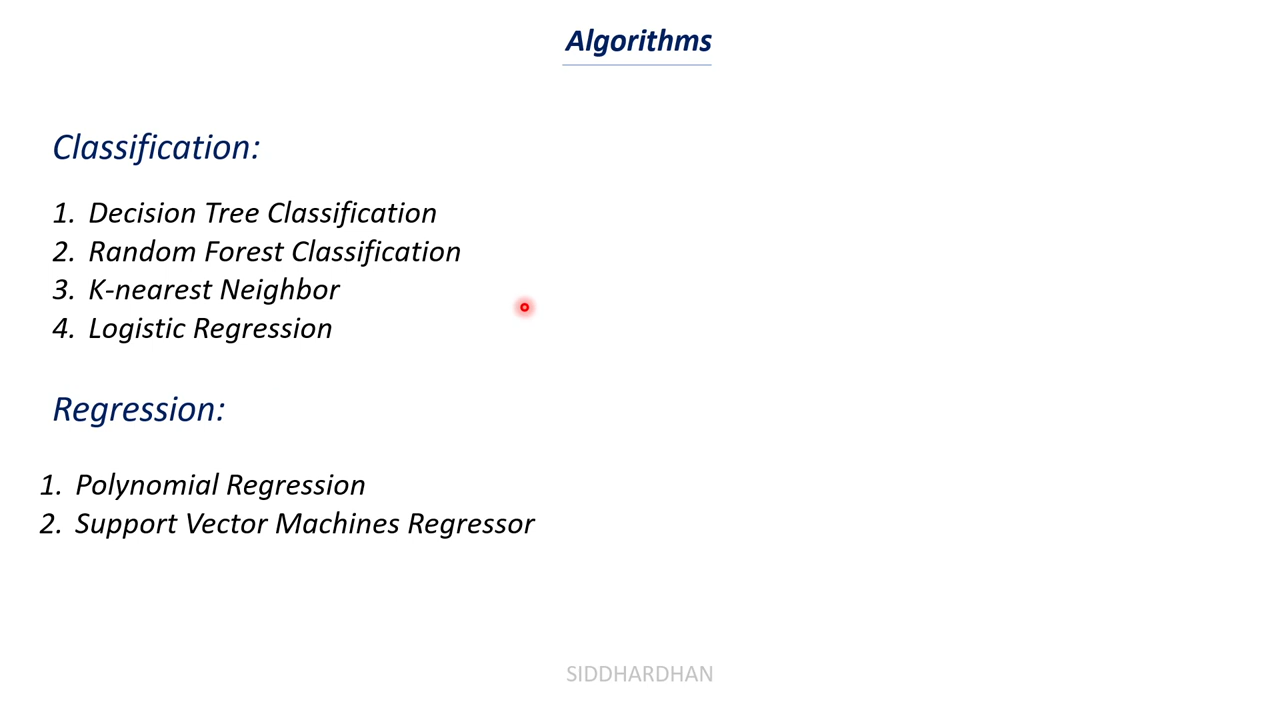 Algorithms
Classification:
1. Decision Tree Classification
2. Random Forest Classification
3. K-nearest Neighbor
4. Logistic Regression
Regression:
1. Polynomial Regression
2. Support Vector Machines Regressor
SIDDHARDHAN